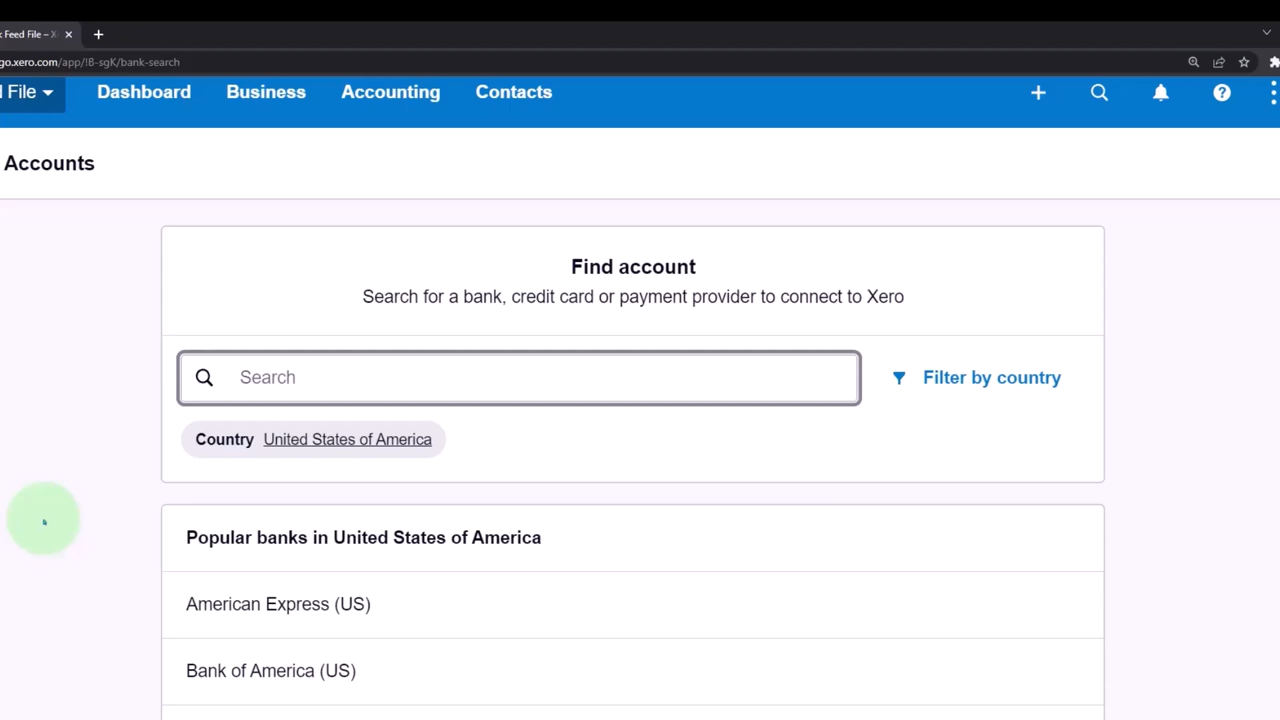 Feed File – X
go.xero.com/app/!B-sgK/bank-search
File
Dashboard
Business
Accounting
Contacts
Accounts
Find account
Search for a bank, credit card or payment provider to connect to Xero
Search
Filter by country
Country United States of America
Popular banks in United States of America
American Express (US)
Bank of America (US)